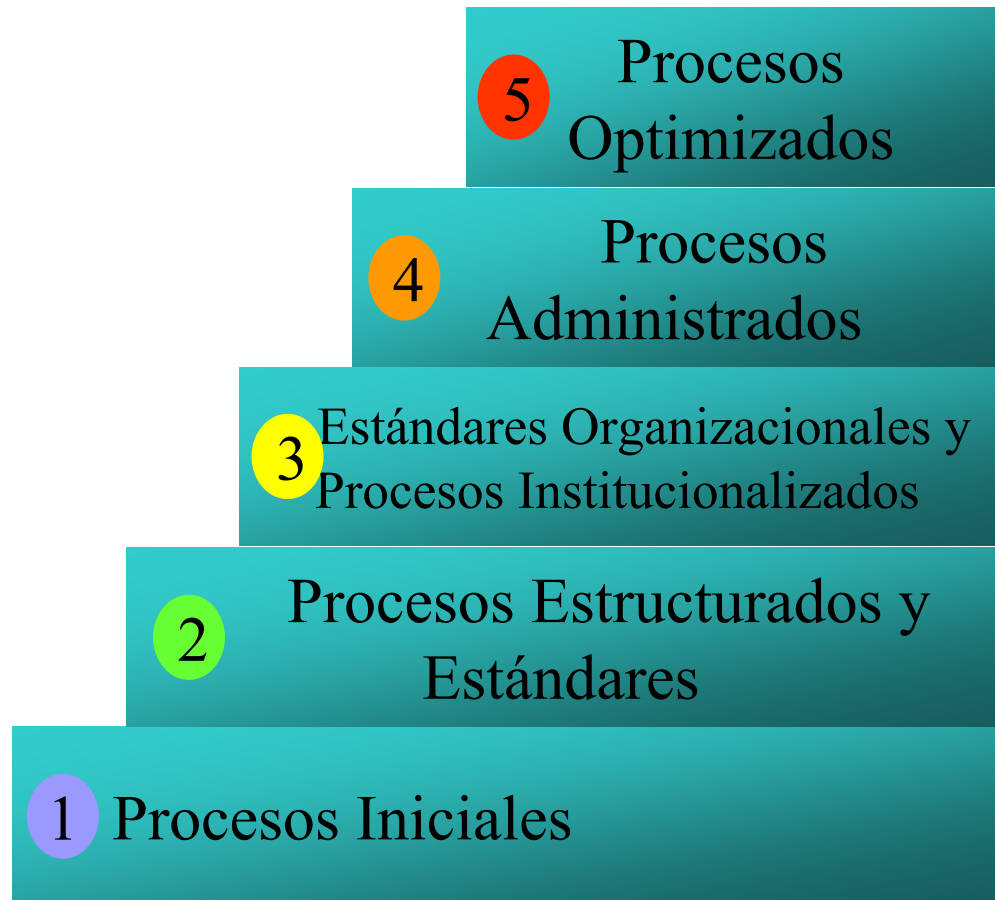 5
Procesos
Optimizados
4
Procesos
Administrados
3
Estándares Organizacionales y
Procesos Institucionalizados
2
Procesos Estructurados y
Estándares
1
Procesos Iniciales